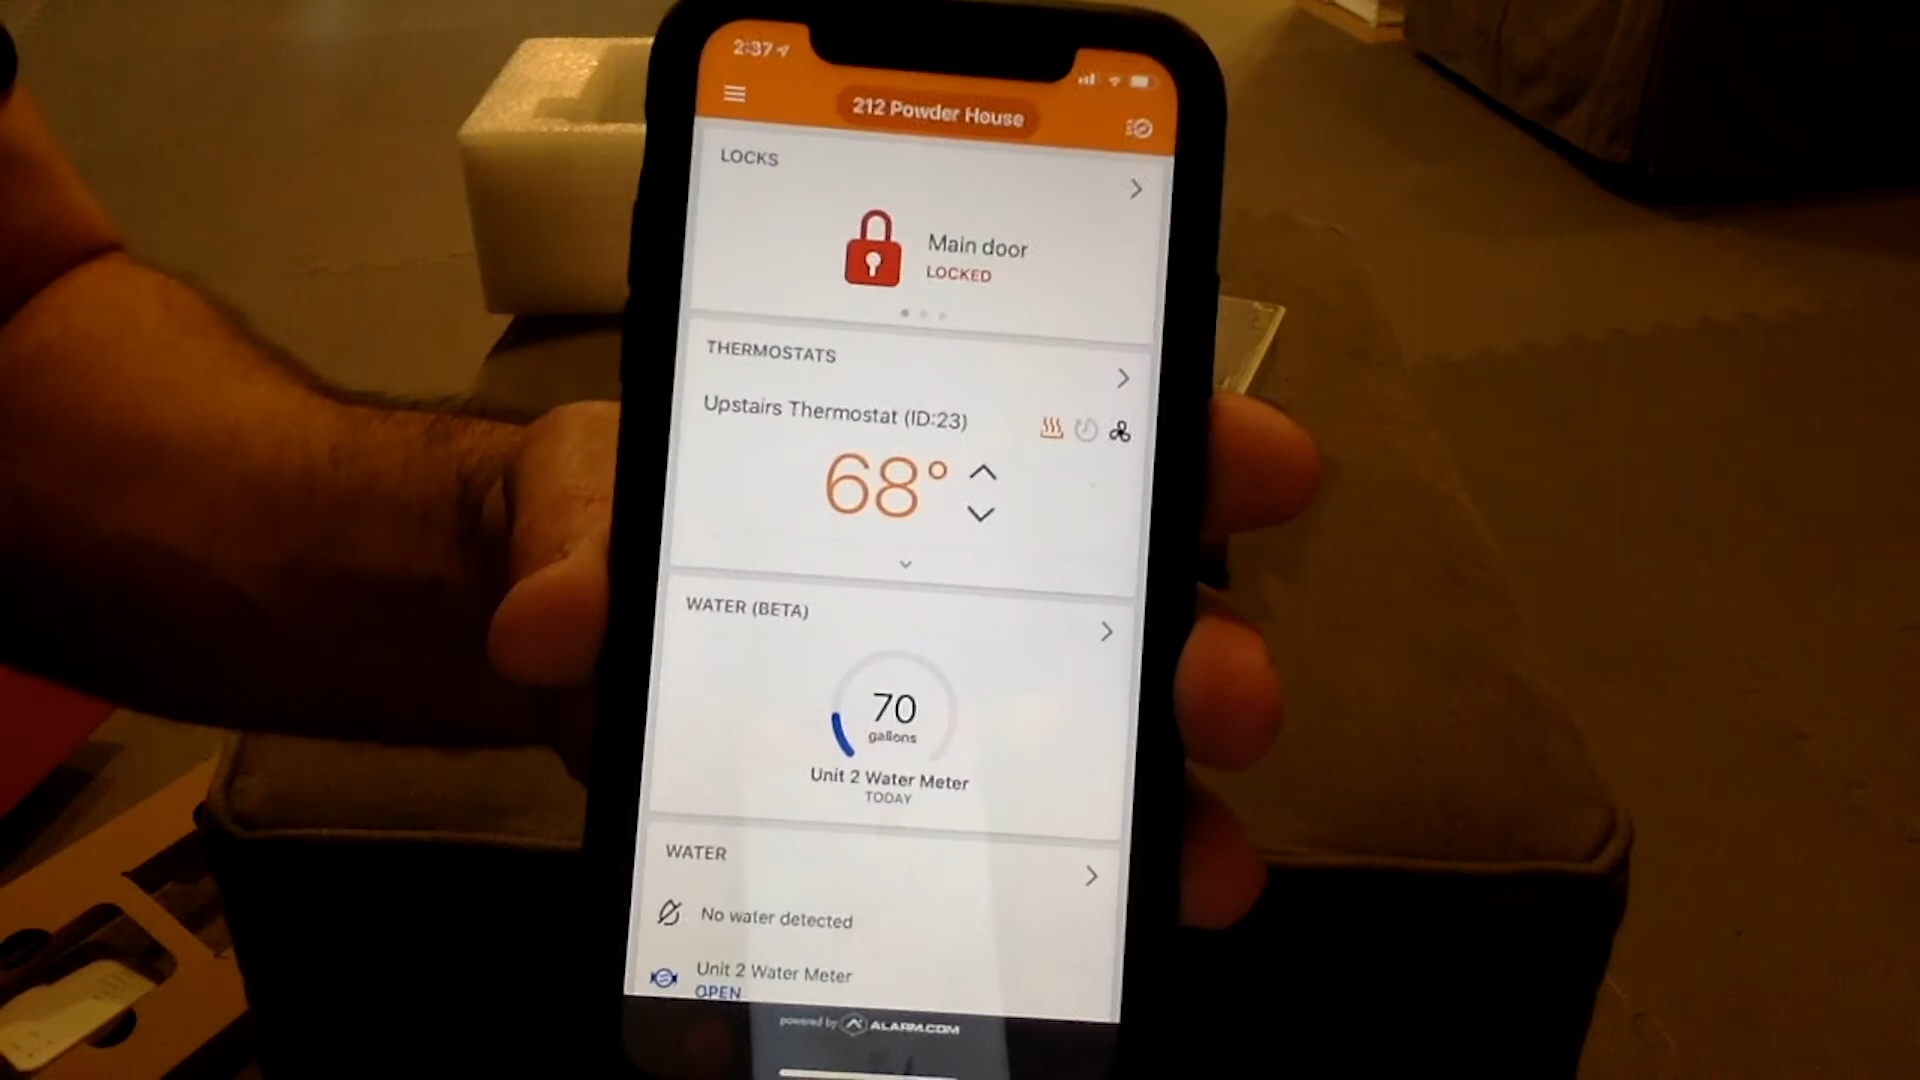 2:37
212 Powder House
LOCKS
Main door
LOCKED
THERMOSTATS
Upstairs Thermostat (ID:23)
68°
WATER (BETA)
70
gallons
Unit 2 Water Meter
TODAY
WATER
No water detected
Unit 2 Water Meter
OPEN
powered by ALARM.COM